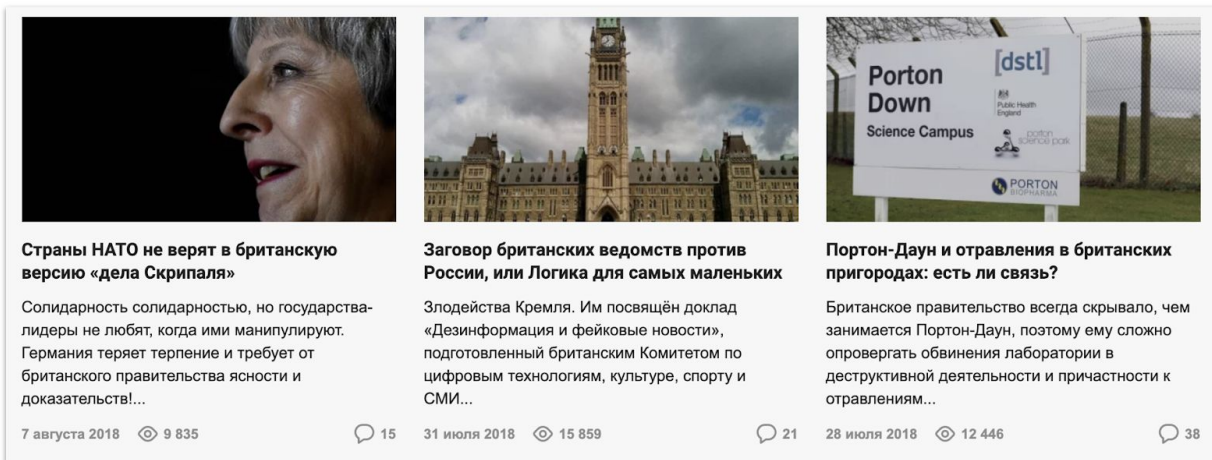 Porton
Down
Science Campus
[dstl]
Public Health
England
porton
science park
PORTON
BIOPHARMA
Страны НАТО не верят в британскую
версию «дела Скрипаля»
Солидарность солидарностью, но государства-
лидеры не любят, когда ими манипулируют.
Германия теряет терпение и требует от
британского правительства ясности и
доказательств!...
7 августа 2018 9 835 15
Заговор британских ведомств против
России, или Логика для самых маленьких
Злодейства Кремля. Им посвящён доклад
«Дезинформация и фейковые новости»,
подготовленный британским Комитетом по
цифровым технологиям, культуре, спорту и
СМИ...
31 июля 2018 15 859 21
Портон-Даун и отравления в британских
пригородах: есть ли связь?
Британское правительство всегда скрывало, чем
занимается Портон-Даун, поэтому ему сложно
опровергать обвинения лаборатории в
деструктивной деятельности и причастности к
отравлениям...
28 июля 2018 12 446 38